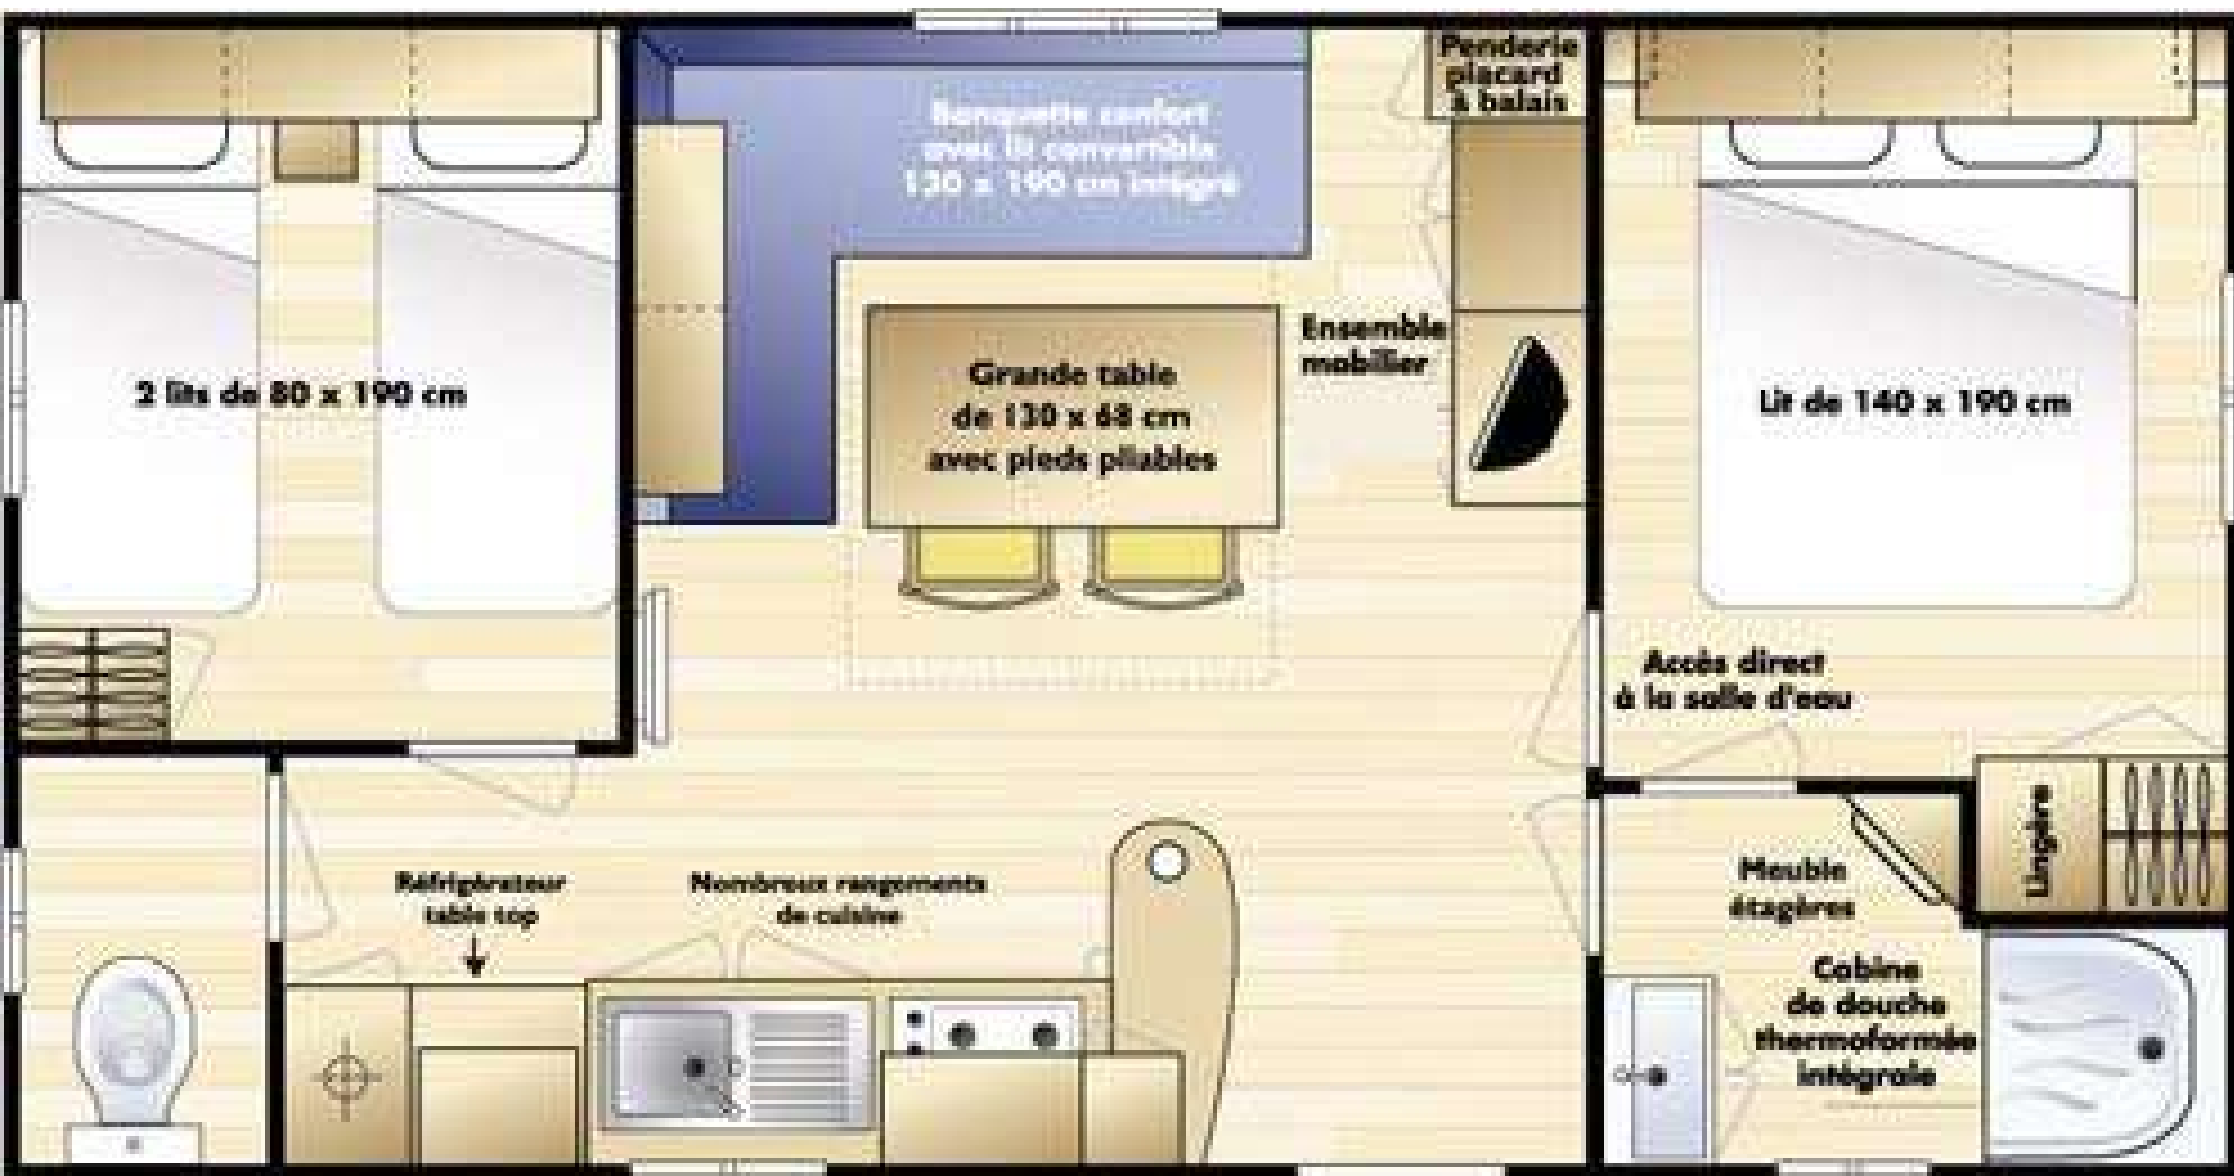 Penderie
placard
à balais
Banquette confort
avec lit convertible
130 x 190 cm intégré
2 lits de 80 x 190 cm
Grande table
de 130 x 68 cm
avec pieds pliables
Ensemble
mobilier
Lit de 140 x 190 cm
Accès direct
à la salle d'eau
Réfrigérateur
table top
Nombreux rangements
de cuisine
Meuble
étagères
Lingère
Cabine
de douche
thermoformée
intégrale